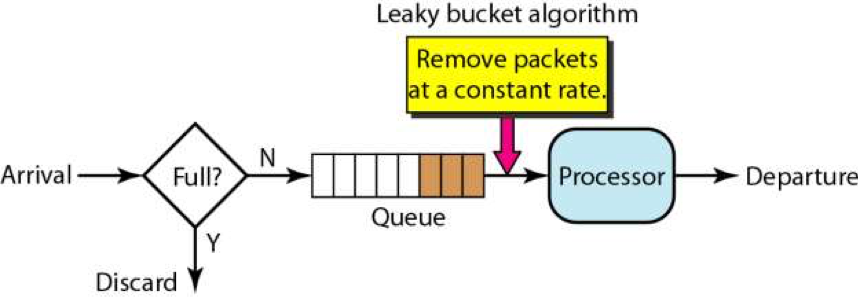 Leaky bucket algorithm
Remove packets
at a constant rate.
Arrival
Full?
N
Queue
Processor
Departure
Y
Discard